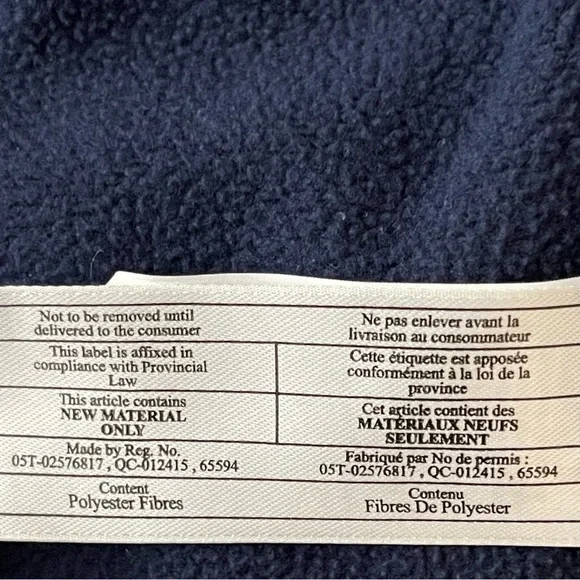 Not to be removed until
delivered to the consumer
Ne pas enlever avant la
livraison au consommateur
This label is affixed in
compliance with Provincial
Law
Cette étiquette est apposée
conformément à la loi de la
province
This article contains
NEW MATERIAL
ONLY
Cet article contient des
MATÉRIAUX NEUFS
SEULEMENT
Made by Reg. No.
05T-02576817 , QC-012415 , 65594
Fabriqué par No de permis :
05T-02576817 , QC-012415 , 65594
Content
Polyester Fibres
Contenu
Fibres De Polyester